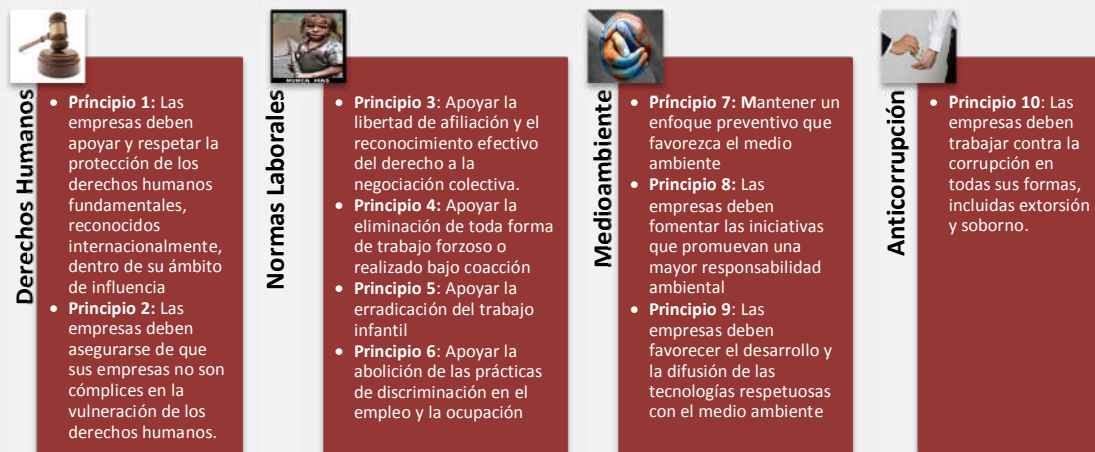 Derechos Humanos
• Príncipio 1: Las
empresas deben
apoyar y respetar la
protección de los
derechos humanos
fundamentales,
reconocidos
internacionalmente,
dentro de su ámbito
de influencia
• Principio 2: Las
empresas deben
asegurarse de que
sus empresas no son
cómplices en la
vulneración de los
derechos humanos.
Normas Laborales
• Principio 3: Apoyar la
libertad de afiliación y el
reconocimiento efectivo
del derecho a la
negociación colectiva.
• Principio 4: Apoyar la
eliminación de toda forma
de trabajo forzoso o
realizado bajo coacción
• Principio 5: Apoyar la
erradicación del trabajo
infantil
• Principio 6: Apoyar la
abolición de las prácticas
de discriminación en el
empleo y la ocupación
Medioambiente
• Príncipio 7: Mantener un
enfoque preventivo que
favorezca el medio
ambiente
• Principio 8: Las
empresas deben
fomentar las iniciativas
que promuevan una
mayor responsabilidad
ambiental
• Principio 9: Las
empresas deben
favorecer el desarrollo y
la difusión de las
tecnologías respetuosas
con el medio ambiente
Anticorrupción
• Principio 10: Las
empresas deben
trabajar contra la
corrupción en
todas sus formas,
incluidas extorsión
y soborno.